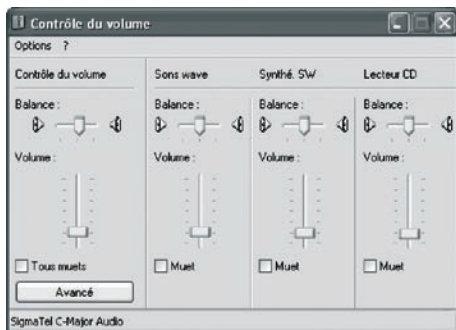 Contrôle du volume
Options ?
Contrôle du volume
Sons wave
Synthé. SW
Lecteur CD
Balance :
Balance :
Balance :
Balance :
Volume :
Volume :
Volume :
Volume :
Tous muets
Muet
Muet
Muet
Avancé
SigmaTel C-Major Audio